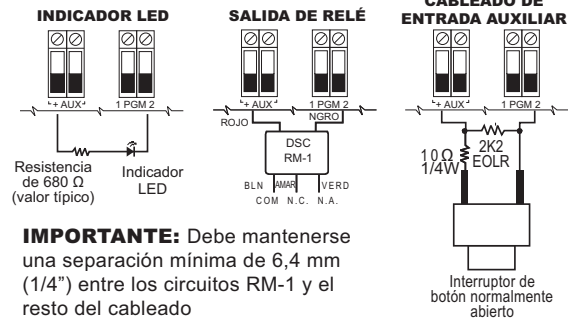 INDICADOR LED
+ AUX -
1 PGM 2
Resistencia
de 680 Ω
(valor típico)
Indicador
LED
SALIDA DE RELÉ
+ AUX -
1 PGM 2
ROJO
NGRO
DSC
RM-1
BLN AMAR VERD
COM N.C. N.A.
CABLEADO DE
ENTRADA AUXILIAR
+ AUX -
1 PGM 2
10 Ω
1/4W
2K2
EOLR
Interruptor de
botón normalmente
abierto
IMPORTANTE: Debe mantenerse
una separación mínima de 6,4 mm
(1/4”) entre los circuitos RM-1 y el
resto del cableado